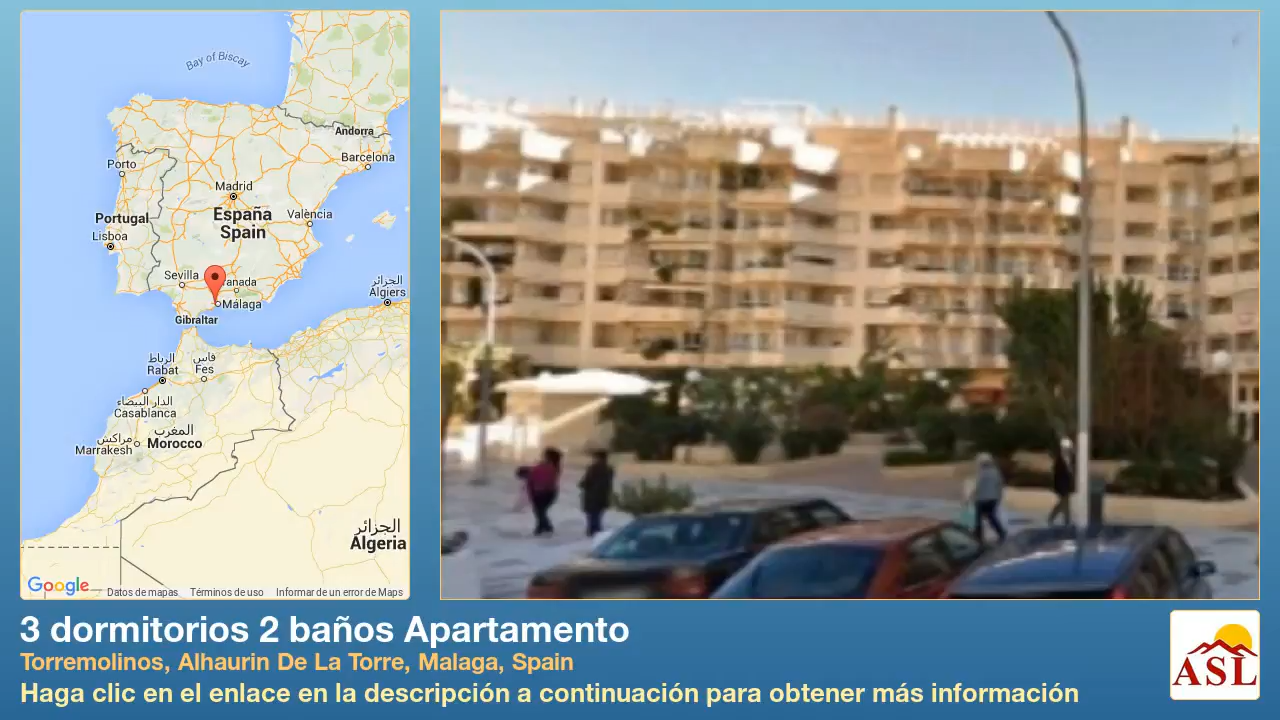 Bay of Biscay
Andorra
Porto
Barcelona
Madrid
Portugal
España
València
Spain
Lisboa
Sevilla
ranada
الجزائر
Algiers
Málaga
Gibraltar
الرباط
فاس
Rabat
Fes
الدار البيضاء
Casablanca
المغرب
مراكش
Morocco
Marrakesh
الجزائر
Algeria
Google
Datos de mapas
Términos de uso
Informar de un error de Maps
3 dormitorios 2 baños Apartamento
Torremolinos, Alhaurin De La Torre, Malaga, Spain
Haga clic en el enlace en la descripción a continuación para obtener más información
ASL